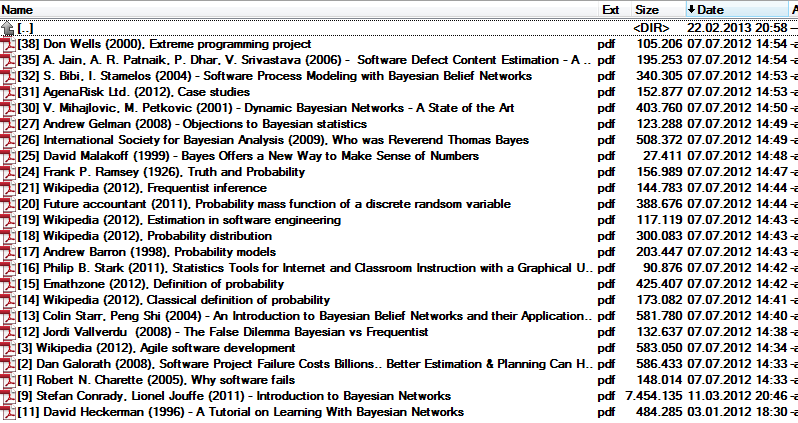 Name Ext Size Date A
[..] <DIR> 22.02.2013 20:58 -
[38] Don Wells (2000), Extreme programming project pdf 105.206 07.07.2012 14:54 -a
[35] A. Jain, A. R. Patnaik, P. Dhar, V. Srivastava (2006) - Software Defect Content Estimation - A .. pdf 195.253 07.07.2012 14:54 -a
[32] S. Bibi, I. Stamelos (2004) - Software Process Modeling with Bayesian Belief Networks pdf 340.305 07.07.2012 14:53 -a
[31] AgenaRisk Ltd. (2012), Case studies pdf 152.877 07.07.2012 14:53 -a
[30] V. Mihajlovic, M. Petkovic (2001) - Dynamic Bayesian Networks - A State of the Art pdf 403.760 07.07.2012 14:50 -a
[27] Andrew Gelman (2008) - Objections to Bayesian statistics pdf 123.288 07.07.2012 14:49 -a
[26] International Society for Bayesian Analysis (2009), Who was Reverend Thomas Bayes pdf 508.372 07.07.2012 14:49 -a
[25] David Malakoff (1999) - Bayes Offers a New Way to Make Sense of Numbers pdf 27.411 07.07.2012 14:48 -a
[24] Frank P. Ramsey (1926), Truth and Probability pdf 156.989 07.07.2012 14:47 -a
[21] Wikipedia (2012), Frequentist inference pdf 144.783 07.07.2012 14:44 -a
[20] Future accountant (2011), Probability mass function of a discrete randsom variable pdf 388.676 07.07.2012 14:44 -a
[19] Wikipedia (2012), Estimation in software engineering pdf 117.119 07.07.2012 14:43 -a
[18] Wikipedia (2012), Probability distribution pdf 300.083 07.07.2012 14:43 -a
[17] Andrew Barron (1998), Probability models pdf 203.447 07.07.2012 14:43 -a
[16] Philip B. Stark (2011), Statistics Tools for Internet and Classroom Instruction with a Graphical U.. pdf 90.876 07.07.2012 14:42 -a
[15] Emathzone (2012), Definition of probability pdf 425.407 07.07.2012 14:42 -a
[14] Wikipedia (2012), Classical definition of probability pdf 173.082 07.07.2012 14:41 -a
[13] Colin Starr, Peng Shi (2004) - An Introduction to Bayesian Belief Networks and their Application.. pdf 581.780 07.07.2012 14:40 -a
[12] Jordi Vallverdu (2008) - The False Dilemma Bayesian vs Frequentist pdf 132.637 07.07.2012 14:38 -a
[3] Wikipedia (2012), Agile software development pdf 583.050 07.07.2012 14:34 -a
[2] Dan Galorath (2008), Software Project Failure Costs Billions.. Better Estimation & Planning Can H.. pdf 586.433 07.07.2012 14:33 -a
[1] Robert N. Charette (2005), Why software fails pdf 148.014 07.07.2012 14:33 -a
[9] Stefan Conrady, Lionel Jouffe (2011) - Introduction to Bayesian Networks pdf 7.454.135 11.03.2012 20:46 -a
[11] David Heckerman (1996) - A Tutorial on Learning With Bayesian Networks pdf 484.285 03.01.2012 18:30 -a